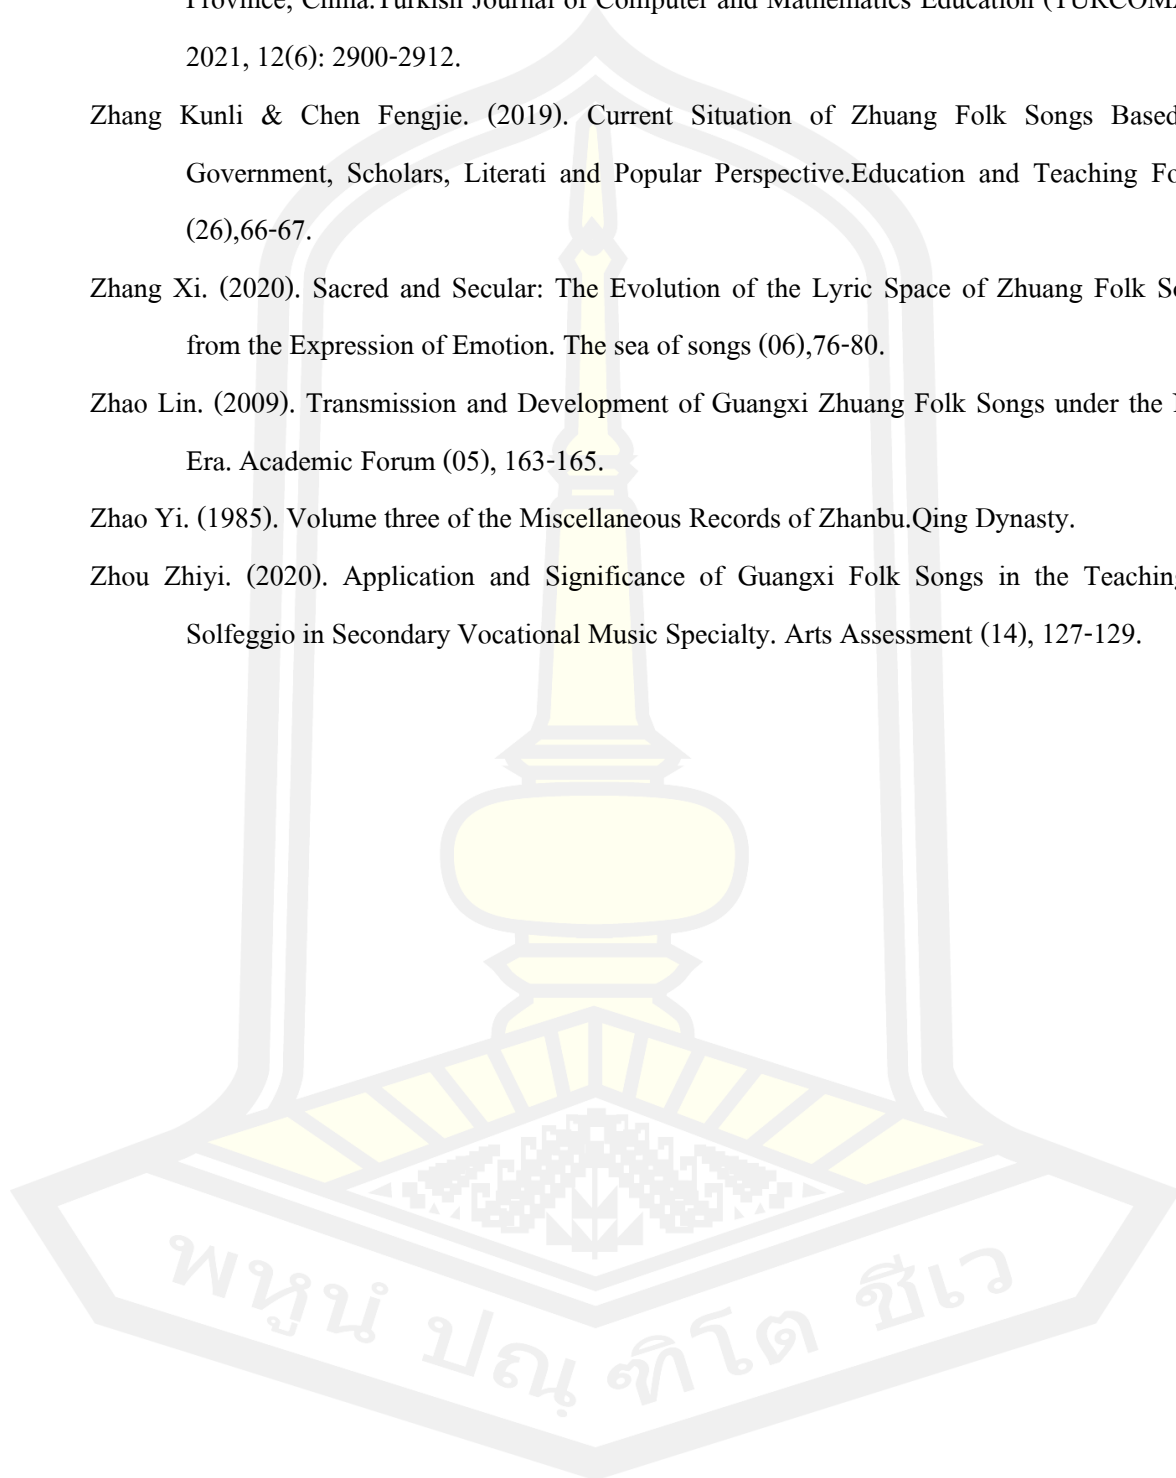 Province, China.Turkish Journal of Computer and Mathematics Education
2021, 12(6): 2900-2912.
Zhang Kunli & Chen Fengjie. (2019). Current Situation of Zhuang Folk Songs Based
Government, Scholars, Literati and Popular Perspective.Education and Teaching
(26),66-67.
Zhang Xi. (2020). Sacred and Secular: The Evolution of the Lyric Space of Zhuang Folk
from the Expression of Emotion. The sea of songs (06),76-80.
Zhao Lin. (2009). Transmission and Development of Guangxi Zhuang Folk Songs under the
Era. Academic Forum (05), 163-165.
Zhao Yi. (1985). Volume three of the Miscellaneous Records of Zhanbu.Qing Dynasty.
Zhou Zhiyi. (2020). Application and Significance of Guangxi Folk Songs in the
Solfeggio in Secondary Vocational Music Specialty. Arts Assessment (14), 127-129.
พหูนํ ปณฺฑิโต ชีเว